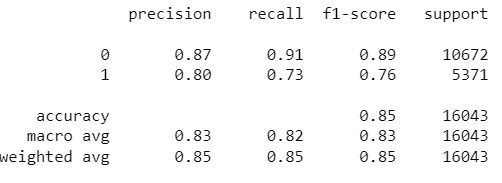 precision recall f1-score support
0 0.87 0.91 0.89 10672
1 0.80 0.73 0.76 5371
accuracy 0.85 16043
macro avg 0.83 0.82 0.83 16043
weighted avg 0.85 0.85 0.85 16043